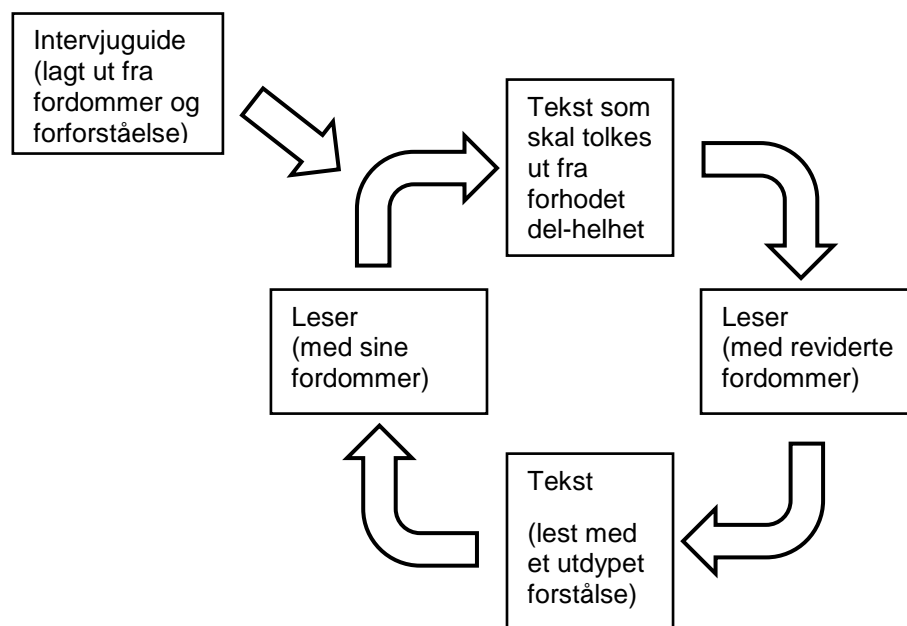 Intervjuguide
(lagt ut fra
fordommer og
forforståelse)
Tekst som
skal tolkes
ut fra
forhodet
del-helhet
Leser
(med sine
fordommer)
Leser
(med reviderte
fordommer)
Tekst
(lest med
et utdypet
forstålse)